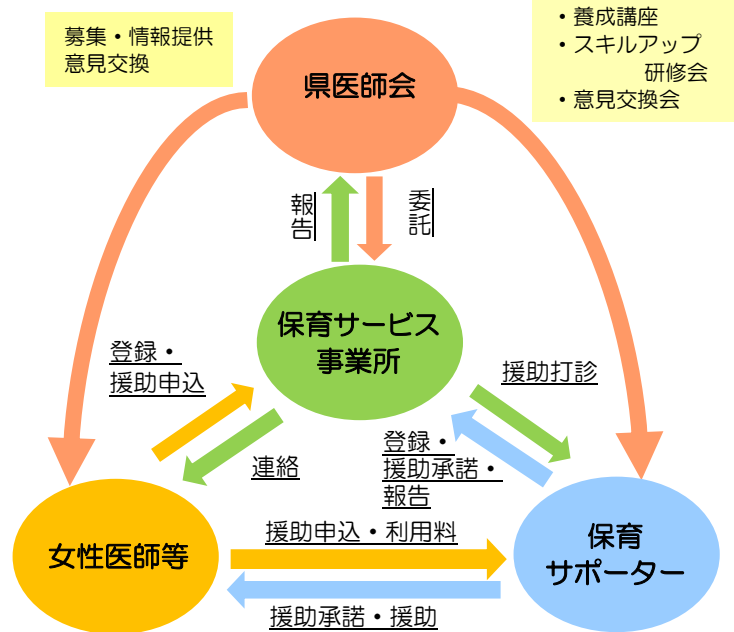 募集・情報提供
意見交換
・養成講座
・スキルアップ
研修会
・意見交換会
県医師会
報告
委託
保育サービス
事業所
登録・
援助申込
援助打診
連絡
登録・
援助承諾・
報告
女性医師等
援助申込・利用料
保育
サポーター
援助承諾・援助